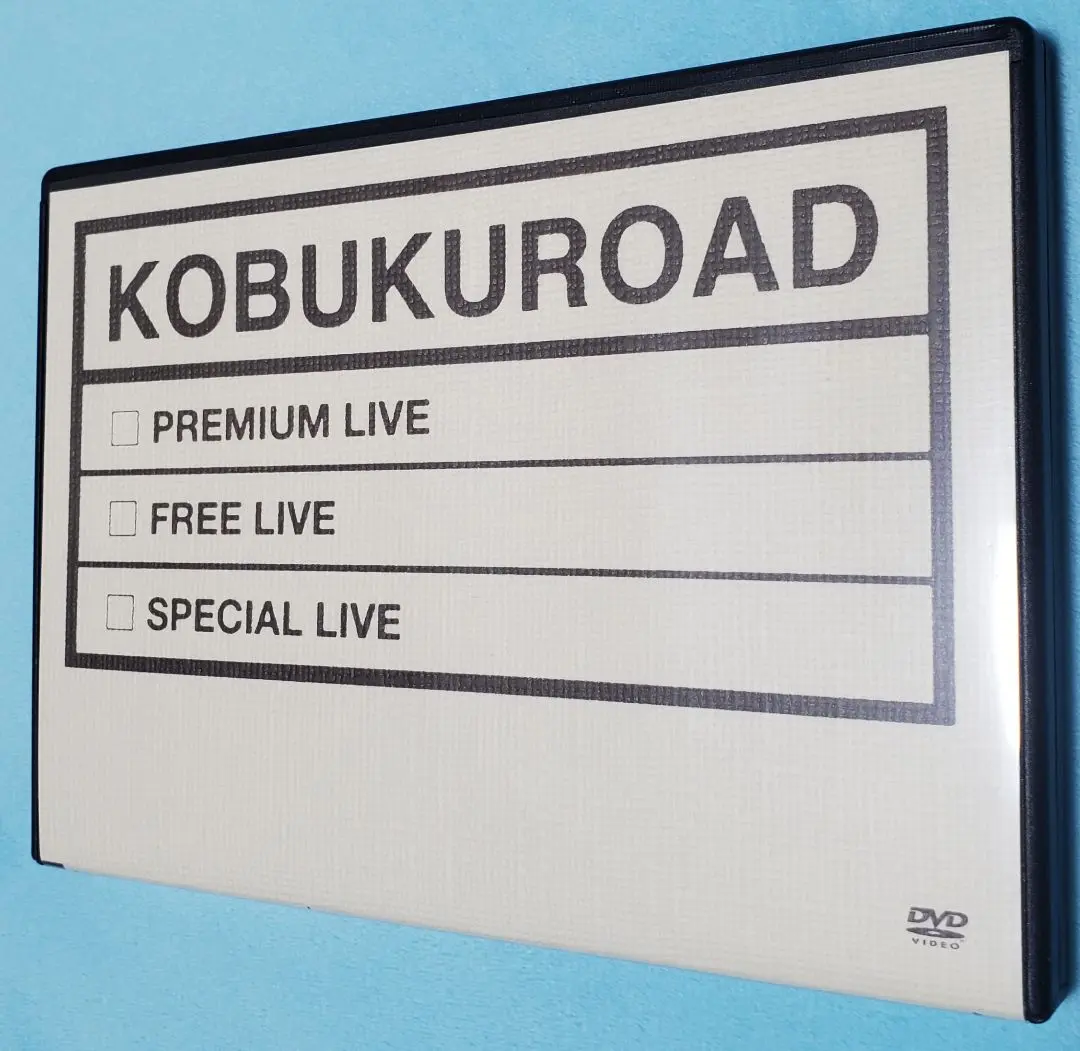 KOBUKUROAD
PREMIUM LIVE
FREE LIVE
SPECIAL LIVE
DVD
VIDEO